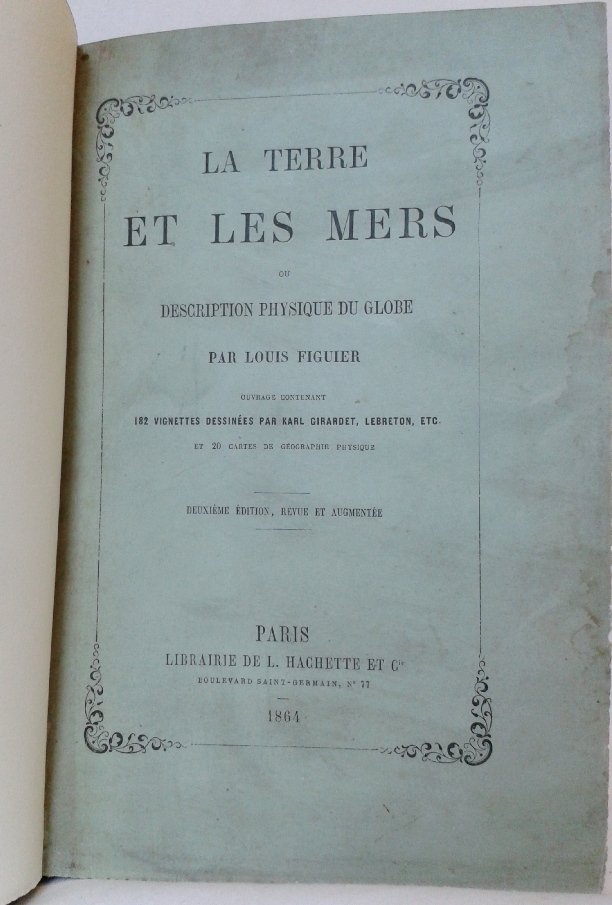 LA TERRE
ET LES MERS
OU
DESCRIPTION PHYSIQUE DU GLOBE
PAR LOUIS FIGUIER
OUVRAGE CONTENANT
182 VIGNETTES DESSINÉES PAR KARL GIRARDET, LEBRETON, ETC.
ET 20 CARTES DE GÉOGRAPHIE PHYSIQUE
DEUXIÈME ÉDITION, REVUE ET AUGMENTÉE
PARIS
LIBRAIRIE DE L. HACHETTE ET Cie
BOULEVARD SAINT-GERMAIN, N° 77
1864